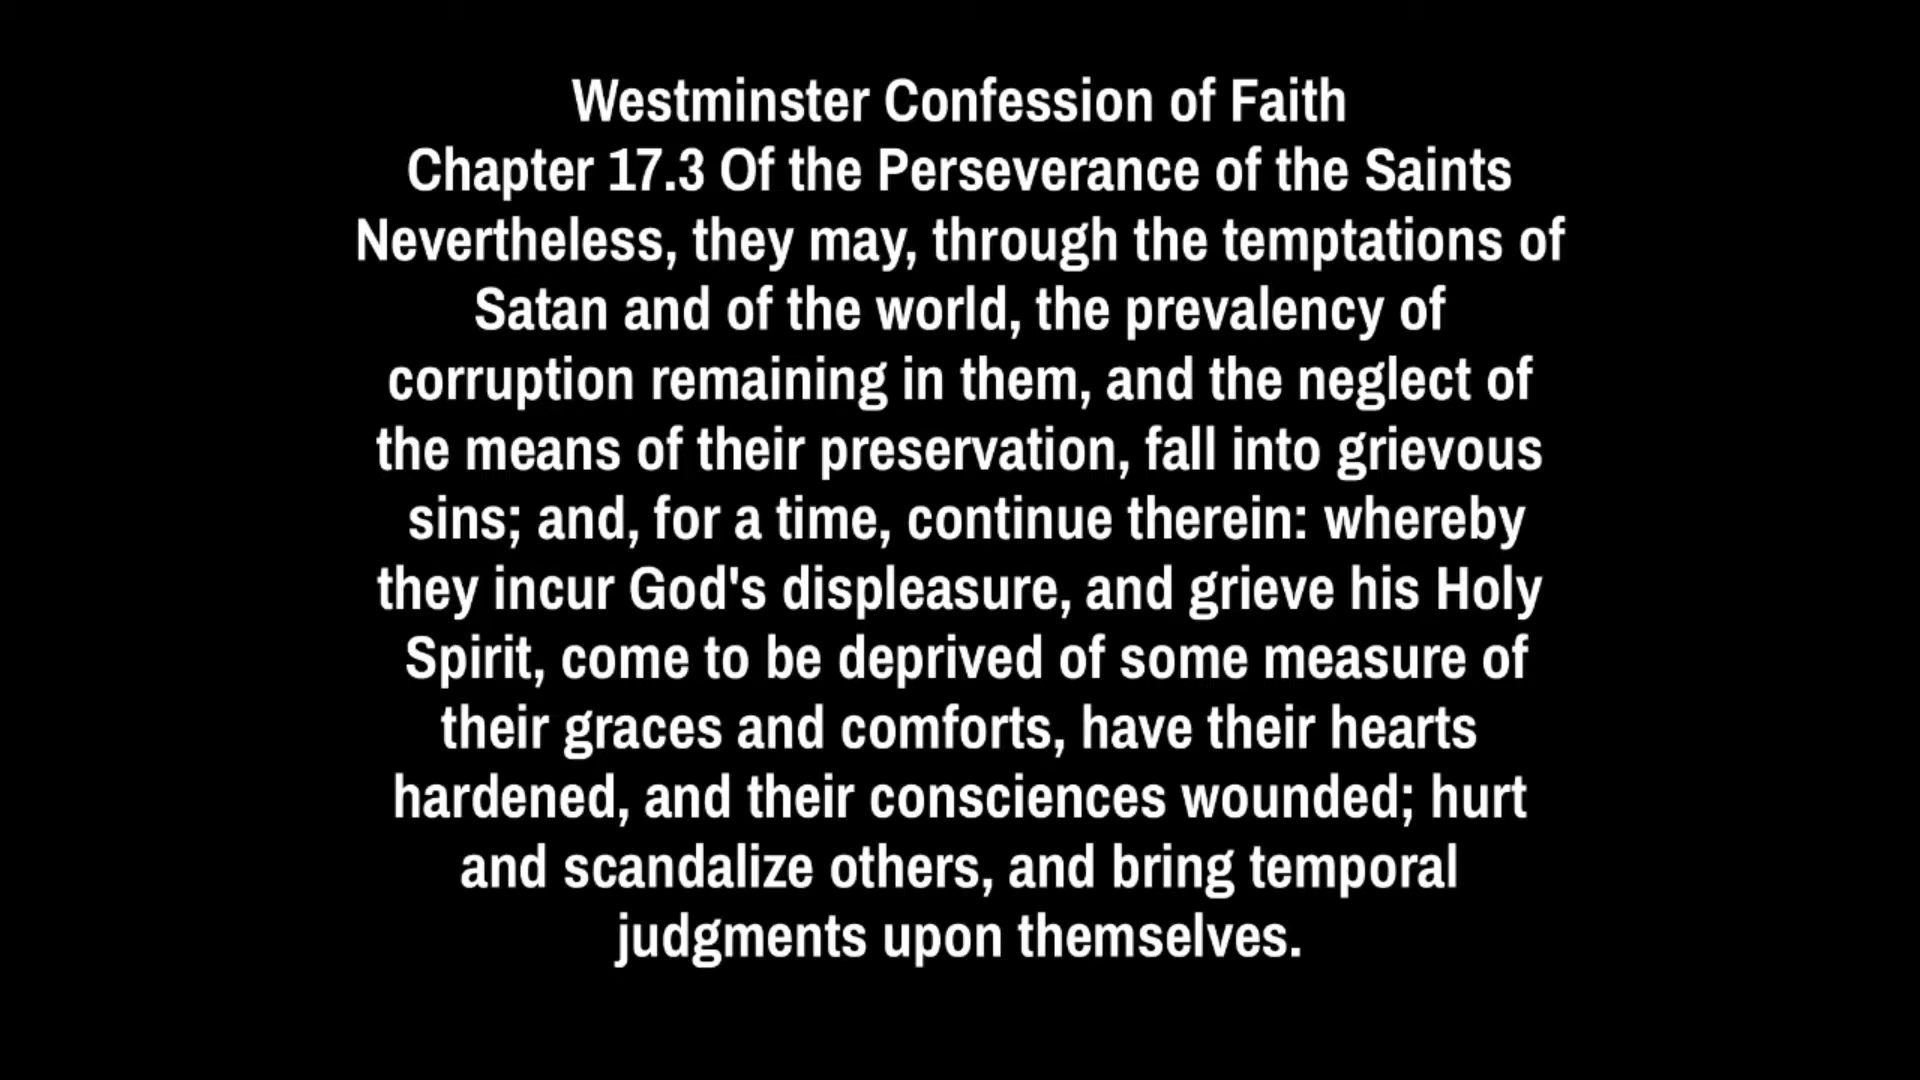 Westminster Confession of Faith
Chapter 17.3 Of the Perseverance of the Saints
Nevertheless, they may, through the temptations of
Satan and of the world, the prevalency of
corruption remaining in them, and the neglect of
the means of their preservation, fall into grievous
sins; and, for a time, continue therein: whereby
they incur God's displeasure, and grieve his Holy
Spirit, come to be deprived of some measure of
their graces and comforts, have their hearts
hardened, and their consciences wounded; hurt
and scandalize others, and bring temporal
judgments upon themselves.